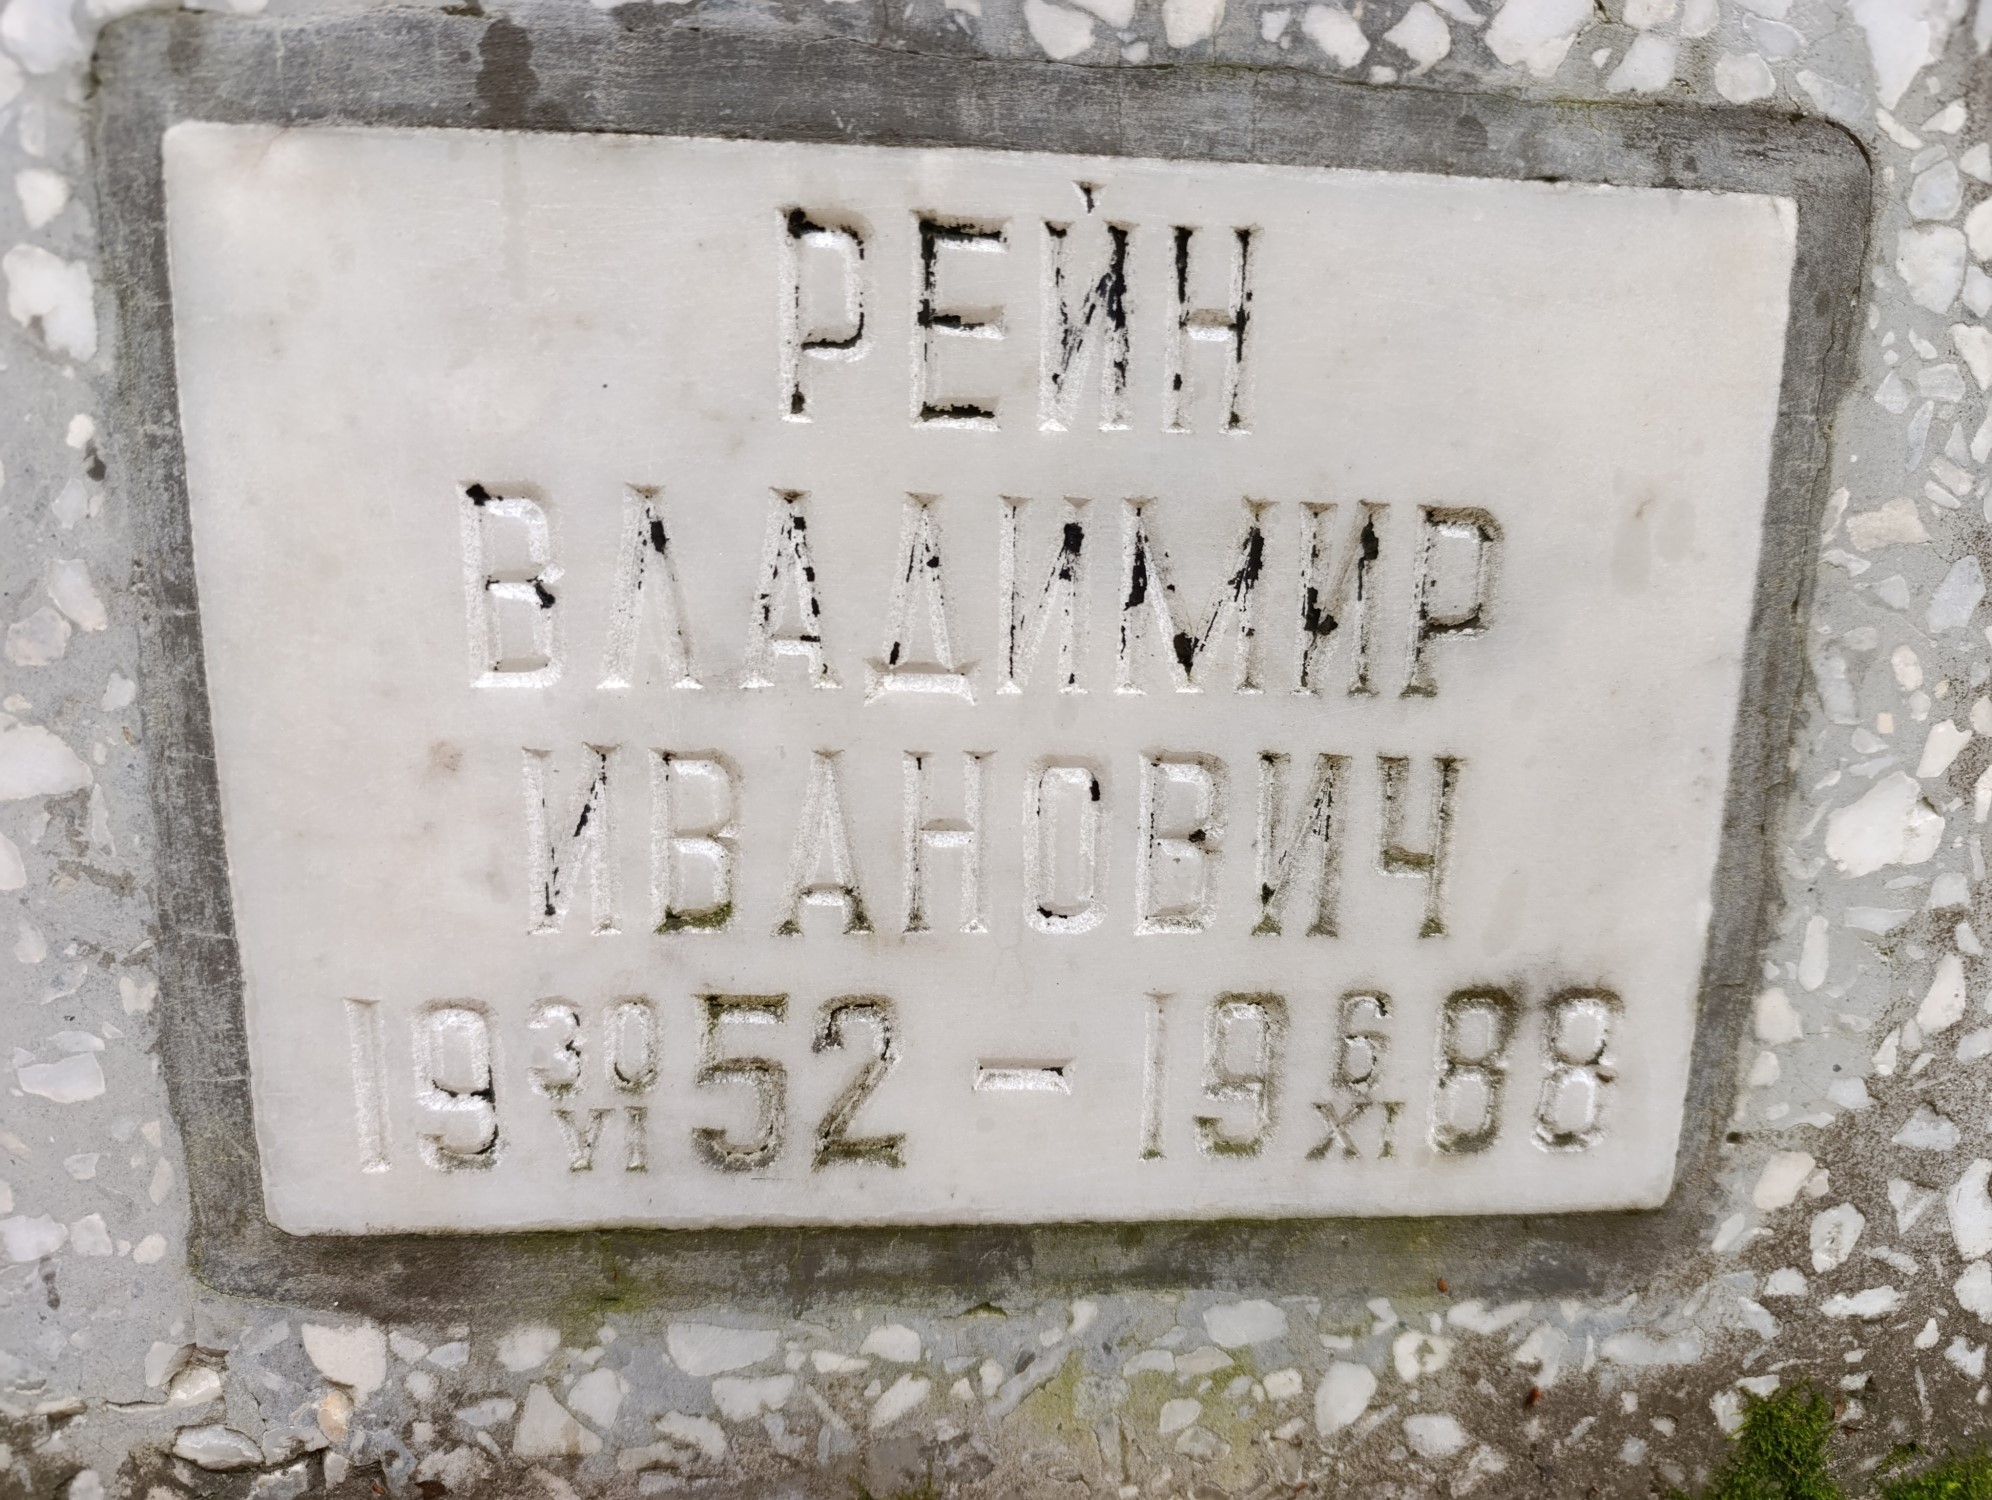 РЕЙН
ВЛАДИМИР
ИВАНОВИЧ
19 30/VI 52 - 19 6/XI 88